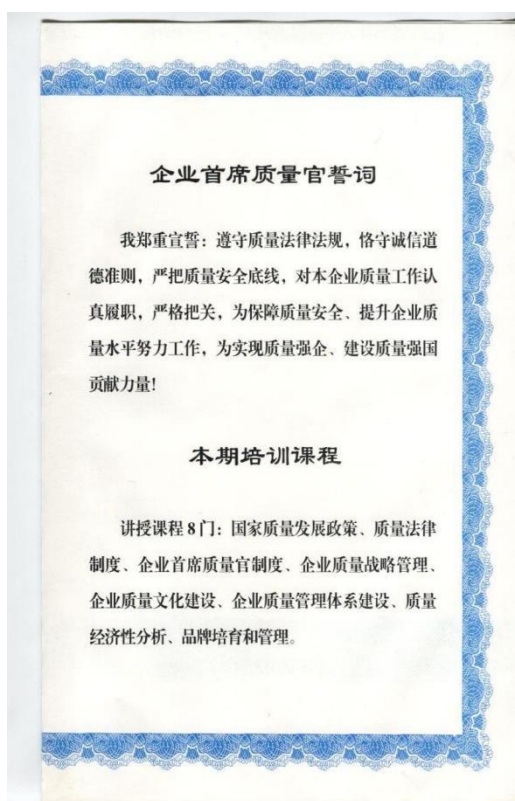 企业首席质量官誓词
我郑重宣誓：遵守质量法律法规，恪守诚信道
德准则，严把质量安全底线，对本企业质量工作认
真履职，严格把关，为保障质量安全、提升企业质
量水平努力工作，为实现质量强企、建设质量强国
贡献力量!
本期培训课程
讲授课程8门：国家质量发展政策、质量法律
制度、企业首席质量官制度、企业质量战略管理、
企业质量文化建设、企业质量管理体系建设、质量
经济性分析、品牌培育和管理。